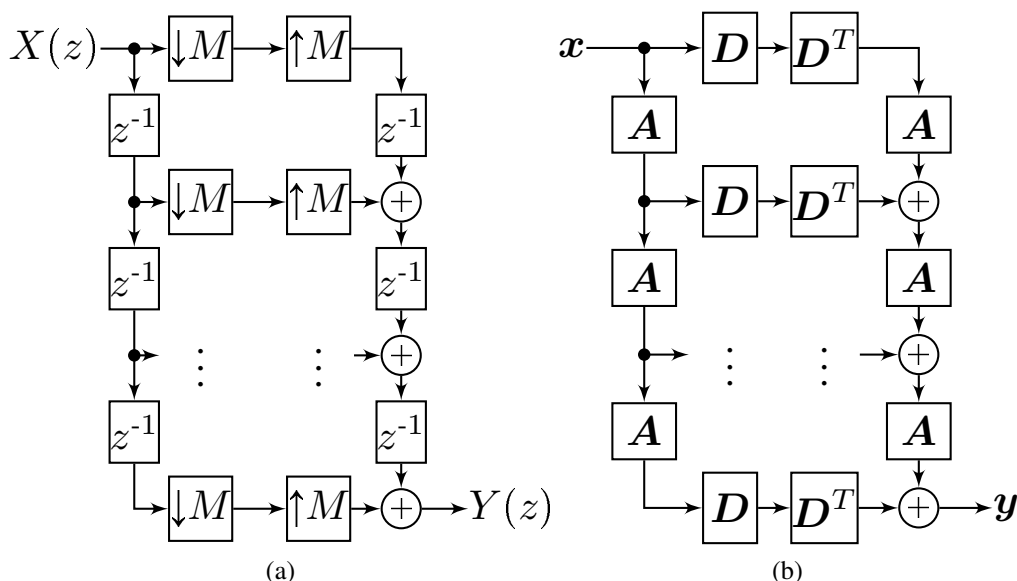 X(z) ↓M ↑M x D Dᵀ
z⁻¹ z⁻¹ A A
↓M ↑M + D Dᵀ +
z⁻¹ z⁻¹ A A
⋮ ⋮ + ⋮ ⋮ +
z⁻¹ z⁻¹ A A
↓M ↑M + Y(z) D Dᵀ + y
(a) (b)